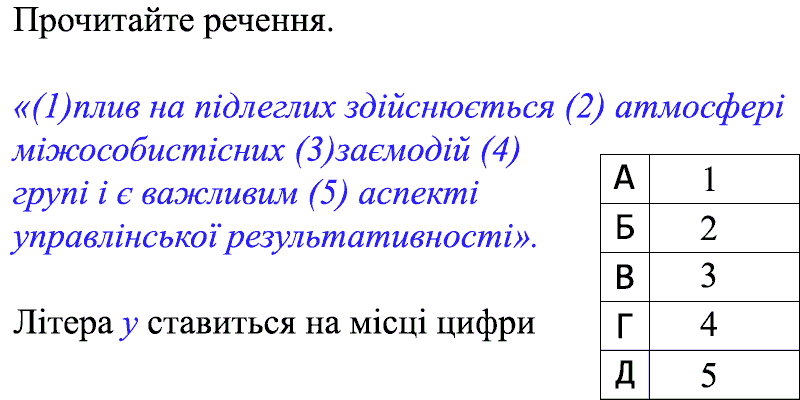 Прочитайте речення.
«(1)плив на підлеглих здійснюється (2) атмосфері
міжособистісних (3)заємодій (4)
групі і є важливим (5) аспекті
управлінської результативності».
Літера у ставиться на місці цифри
А 1
Б 2
В 3
Г 4
Д 5